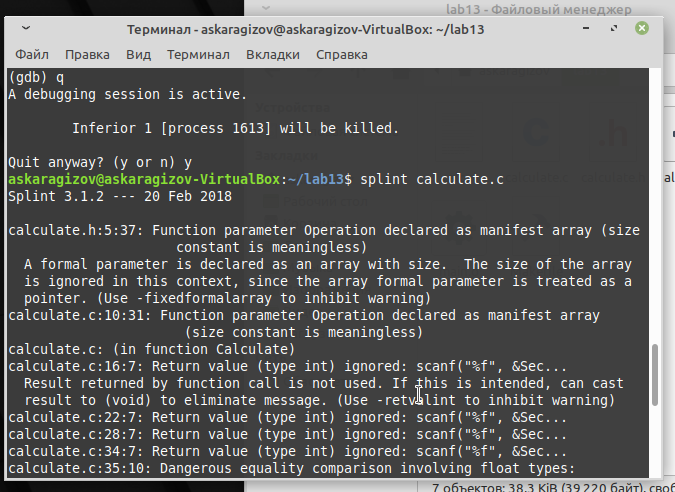 lab13 - Файловый менеджер
Терминал - askaragizov@askaragizov-VirtualBox: ~/lab13
Файл Правка Вид Терминал Вкладки Справка
(gdb) q
A debugging session is active.
Inferior 1 [process 1613] will be killed.
Quit anyway? (y or n) y
askaragizov@askaragizov-VirtualBox:~/lab13$ splint calculate.c
Splint 3.1.2 --- 20 Feb 2018
calculate.h:5:37: Function parameter Operation declared as manifest array (size
constant is meaningless)
A formal parameter is declared as an array with size.  The size of the array
is ignored in this context, since the array formal parameter is treated as a
pointer. (Use -fixedformalarray to inhibit warning)
calculate.c:10:31: Function parameter Operation declared as manifest array
(size constant is meaningless)
calculate.c: (in function Calculate)
calculate.c:16:7: Return value (type int) ignored: scanf("%f", &Sec...
Result returned by function call is not used. If this is intended, can cast
result to (void) to eliminate message. (Use -retvalint to inhibit warning)
calculate.c:22:7: Return value (type int) ignored: scanf("%f", &Sec...
calculate.c:28:7: Return value (type int) ignored: scanf("%f", &Sec...
calculate.c:34:7: Return value (type int) ignored: scanf("%f", &Sec...
calculate.c:35:10: Dangerous equality comparison involving float types:
7 объектов: 38,3 KiB (39 220 байт), своб